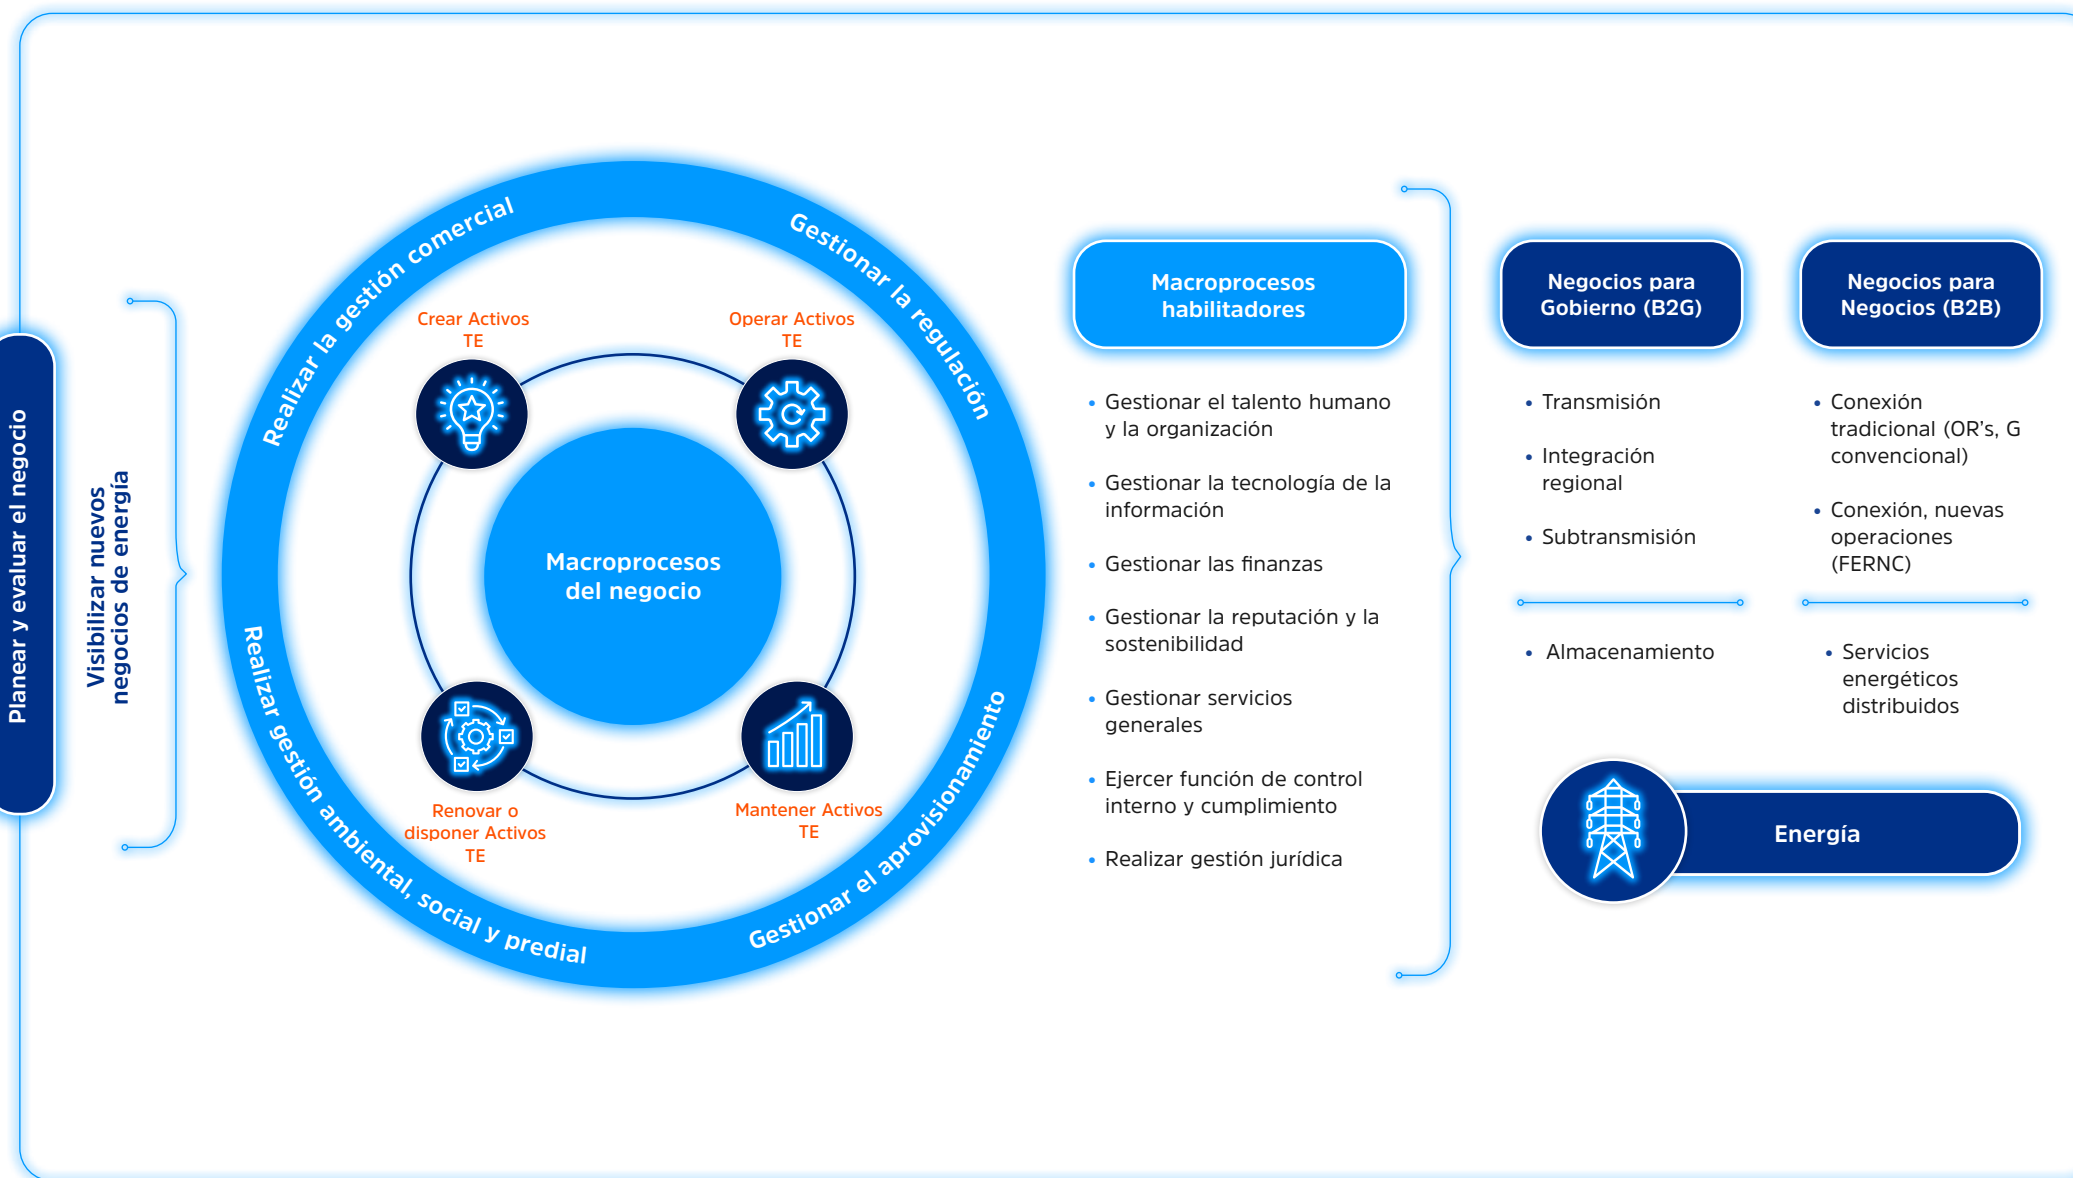 Planear y evaluar el negocio
Visibilizar nuevos
negocios de energía
Realizar la gestión comercial
Gestionar la regulación
Realizar gestión ambiental, social y predial
Gestionar el aprovisionamiento
Crear Activos
TE
Operar Activos
TE
Macroprocesos
del negocio
Renovar o
disponer Activos
TE
Mantener Activos
TE
Macroprocesos
habilitadores
• Gestionar el talento humano
y la organización
• Gestionar la tecnología de la
información
• Gestionar las finanzas
• Gestionar la reputación y la
sostenibilidad
• Gestionar servicios
generales
• Ejercer función de control
interno y cumplimiento
• Realizar gestión jurídica
Negocios para
Gobierno (B2G)
• Transmisión
• Integración
regional
• Subtransmisión
• Almacenamiento
Negocios para
Negocios (B2B)
• Conexión
tradicional (OR’s, G
convencional)
• Conexión, nuevas
operaciones
(FERNC)
• Servicios
energéticos
distribuidos
Energía